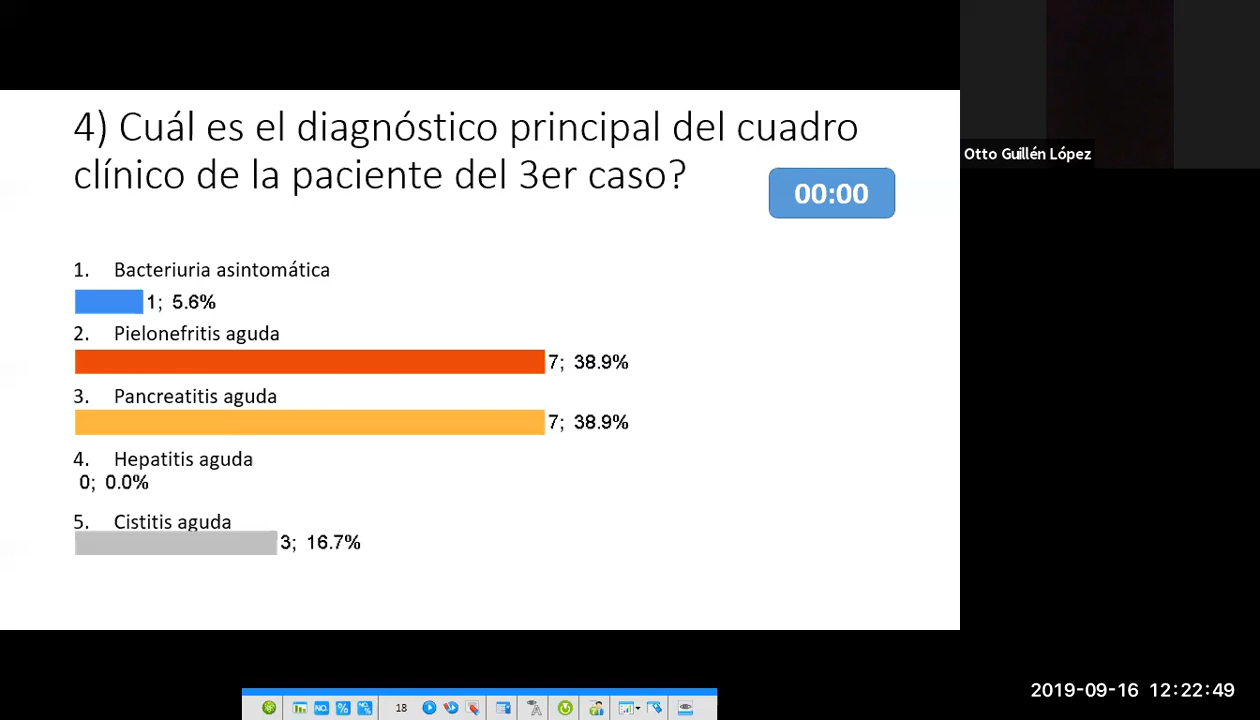 4) Cuál es el diagnóstico principal del cuadro
clínico de la paciente del 3er caso?
00:00
Otto Guillén López
1. Bacteriuria asintomática
1; 5.6%
2. Pielonefritis aguda
7; 38.9%
3. Pancreatitis aguda
7; 38.9%
4. Hepatitis aguda
0; 0.0%
5. Cistitis aguda
3; 16.7%
2019-09-16 12:22:49
NO. % 18